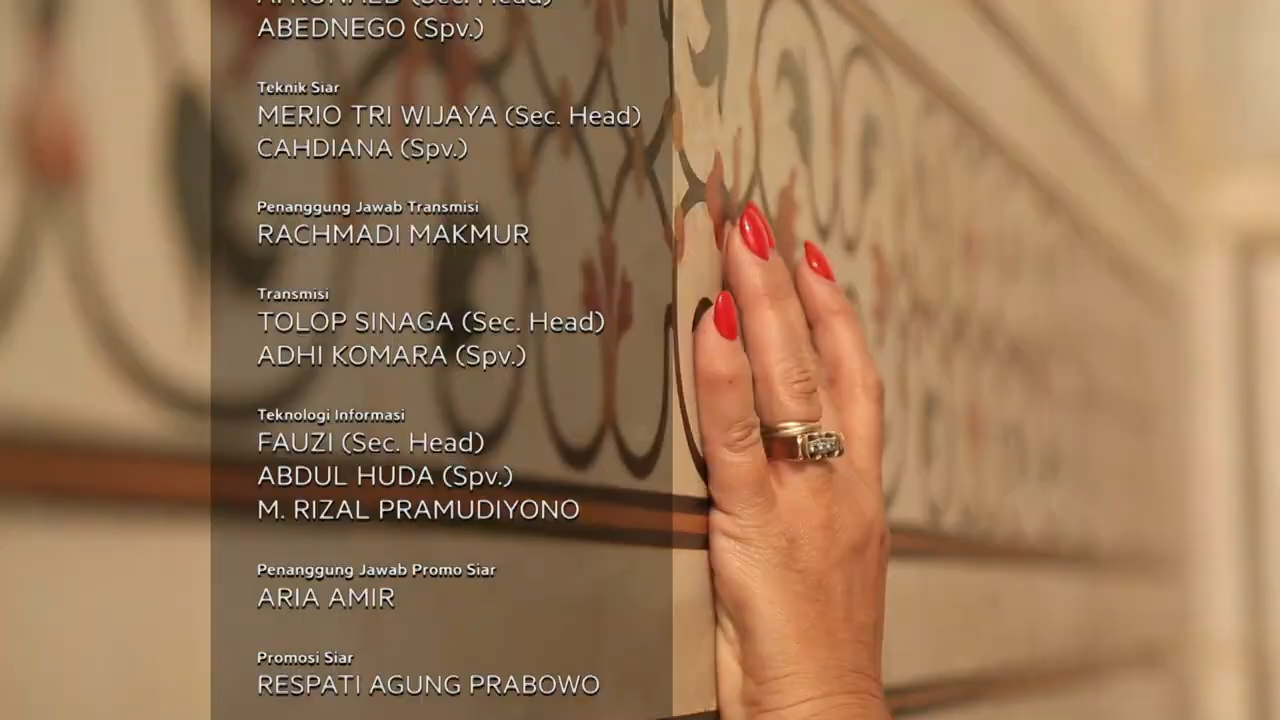 ABEDNEGO (Spv.)
Teknik Siar
MERIO TRI WIJAYA (Sec. Head)
CAHDIANA (Spv.)
Penanggung Jawab Transmisi
RACHMADI MAKMUR
Transmisi
TOLOP SINAGA (Sec. Head)
ADHI KOMARA (Spv.)
Teknologi Informasi
FAUZI (Sec. Head)
ABDUL HUDA (Spv.)
M. RIZAL PRAMUDIYONO
Penanggung Jawab Promo Siar
ARIA AMIR
Promosi Siar
RESPATI AGUNG PRABOWO